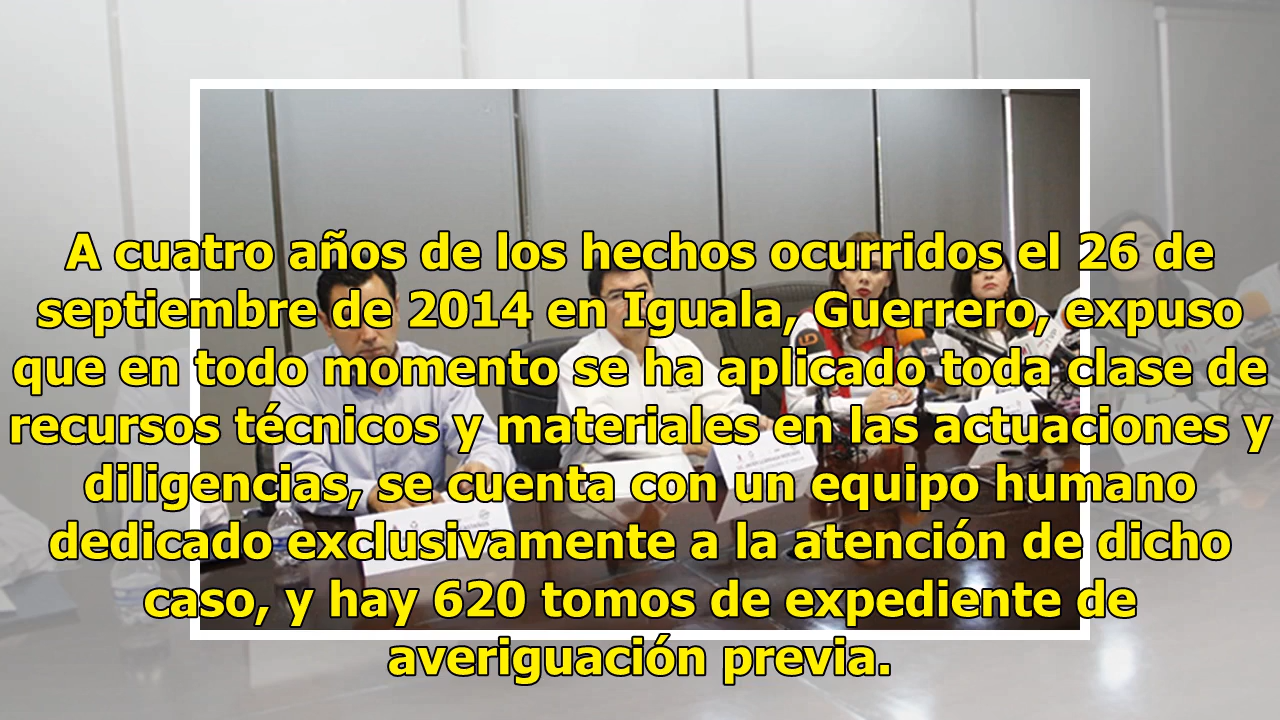 A cuatro años de los hechos ocurridos el 26 de
septiembre de 2014 en Iguala, Guerrero, expuso
que en todo momento se ha aplicado toda clase de
recursos técnicos y materiales en las actuaciones y
diligencias, se cuenta con un equipo humano
dedicado exclusivamente a la atención de dicho
caso, y hay 620 tomos de expediente de
averiguación previa.